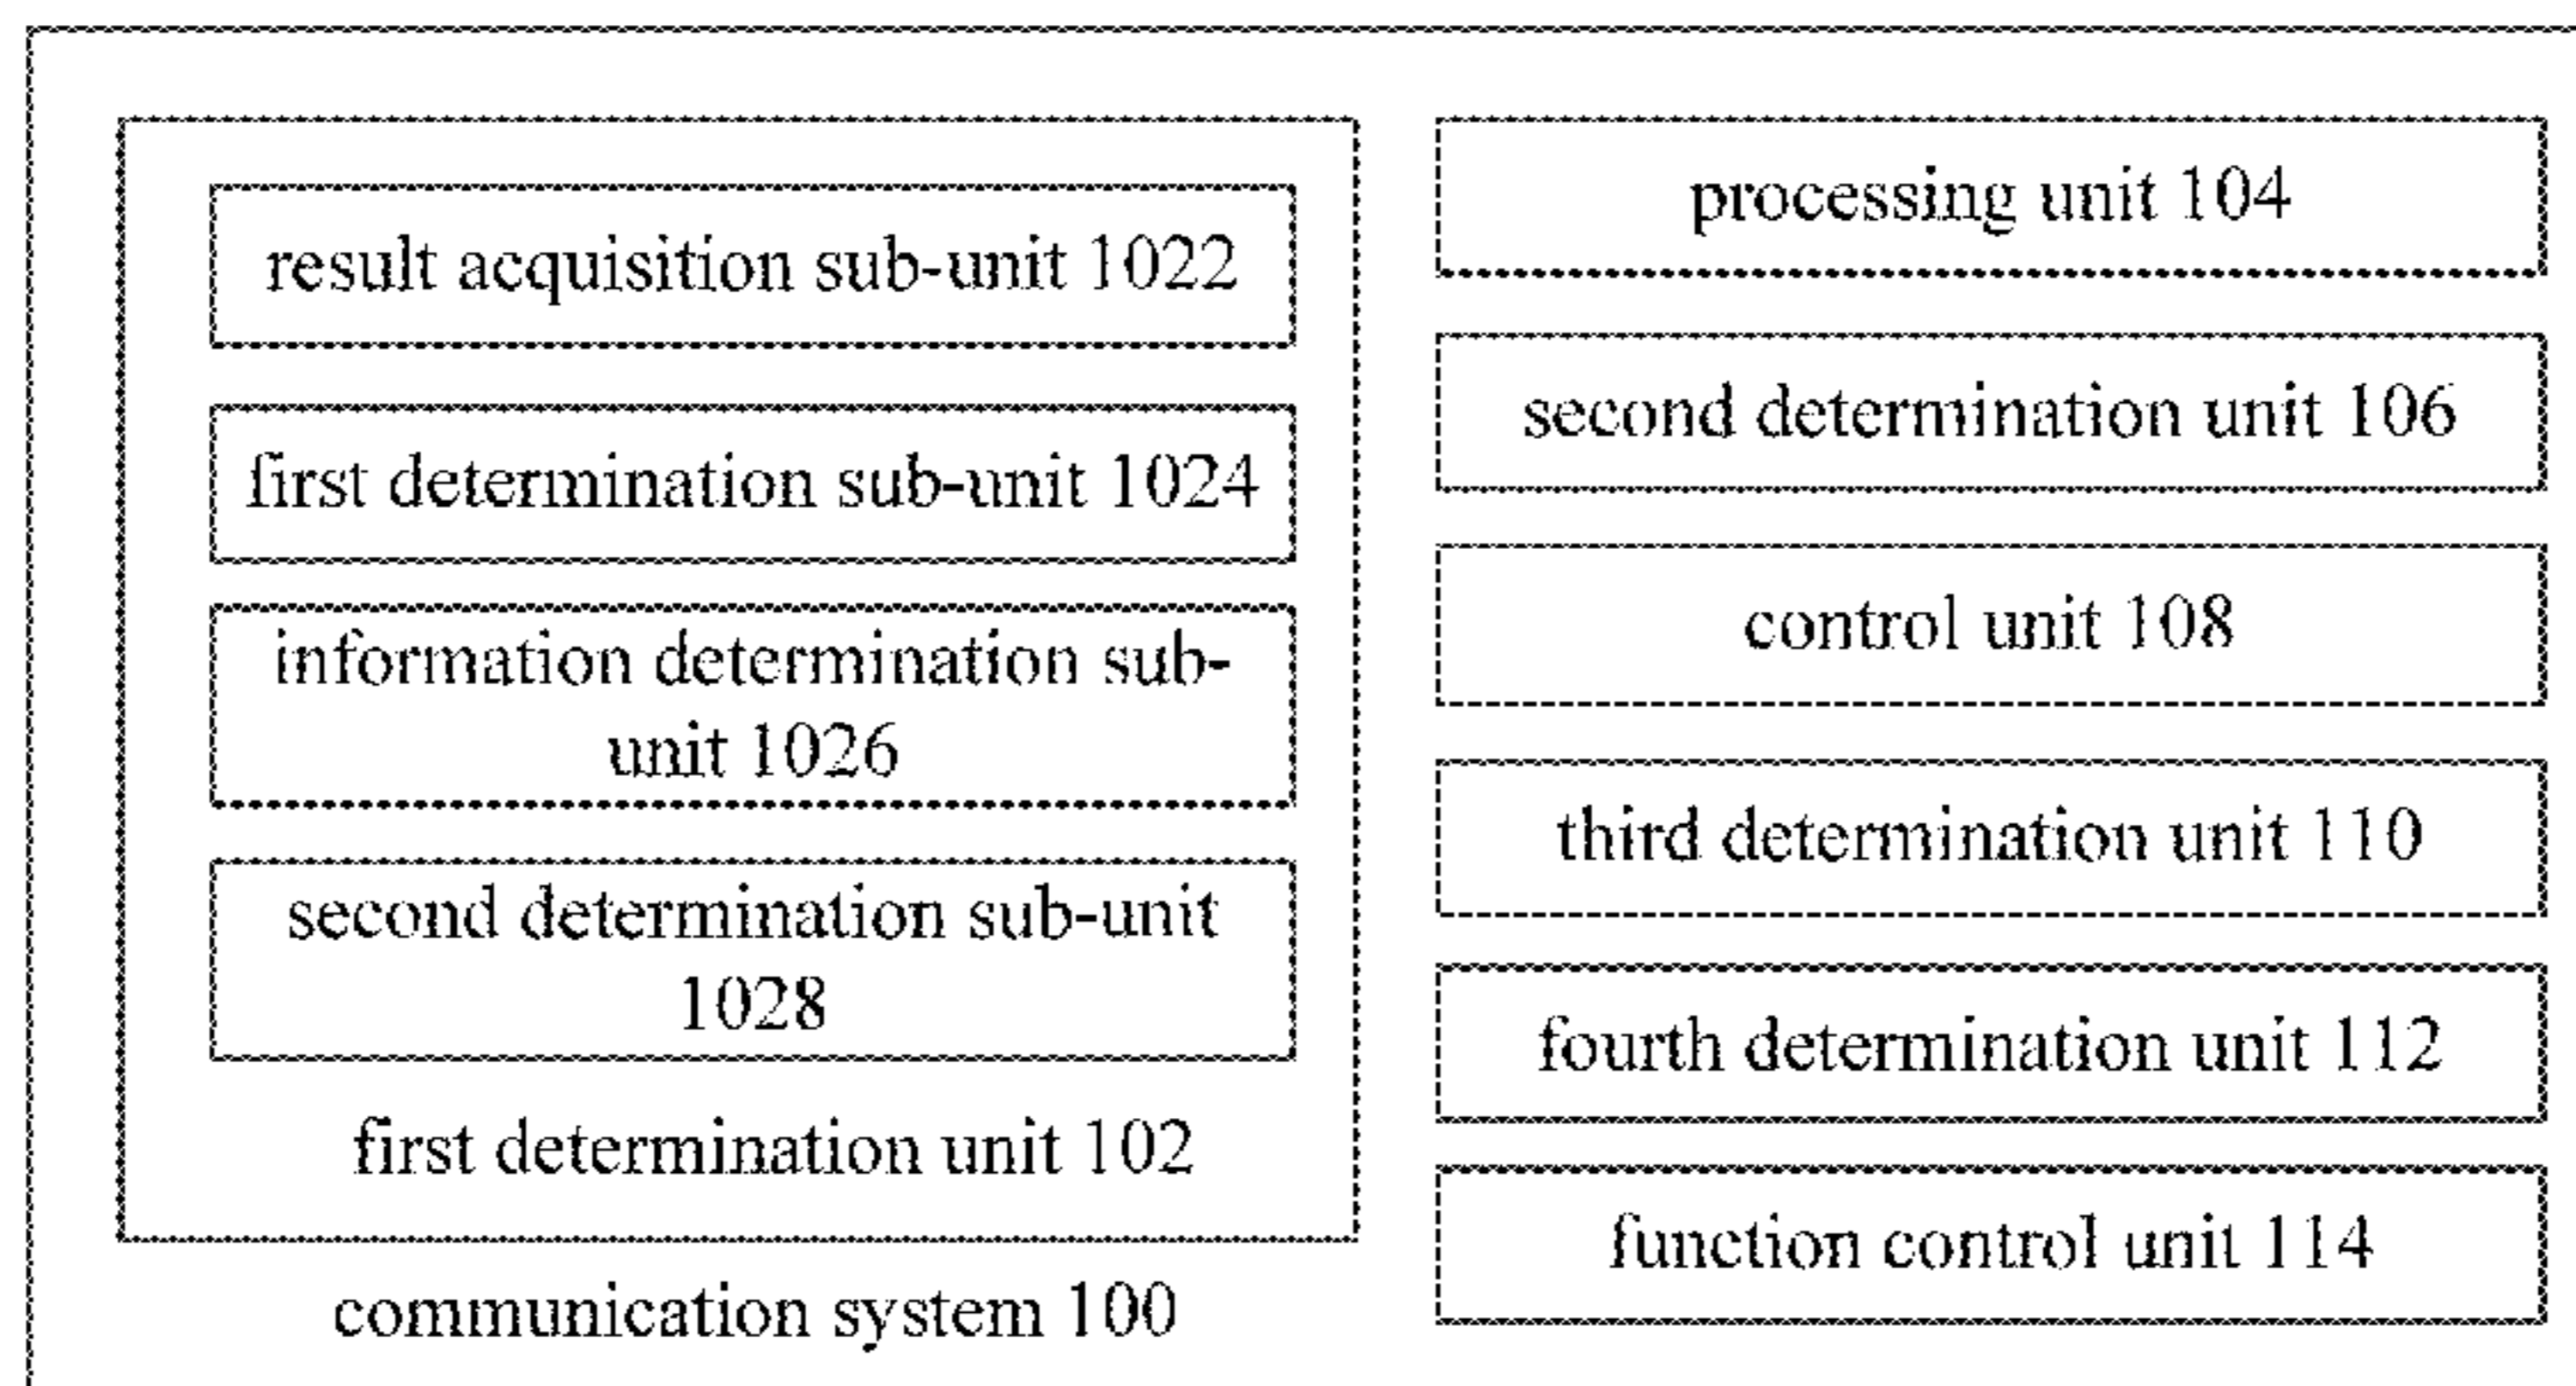 result acquisition sub-unit 1022
first determination sub-unit 1024
information determination sub-
unit 1026
second determination sub-unit
1028
first determination unit 102
communication system 100
processing unit 104
second determination unit 106
control unit 108
third determination unit 110
fourth determination unit 112
function control unit 114